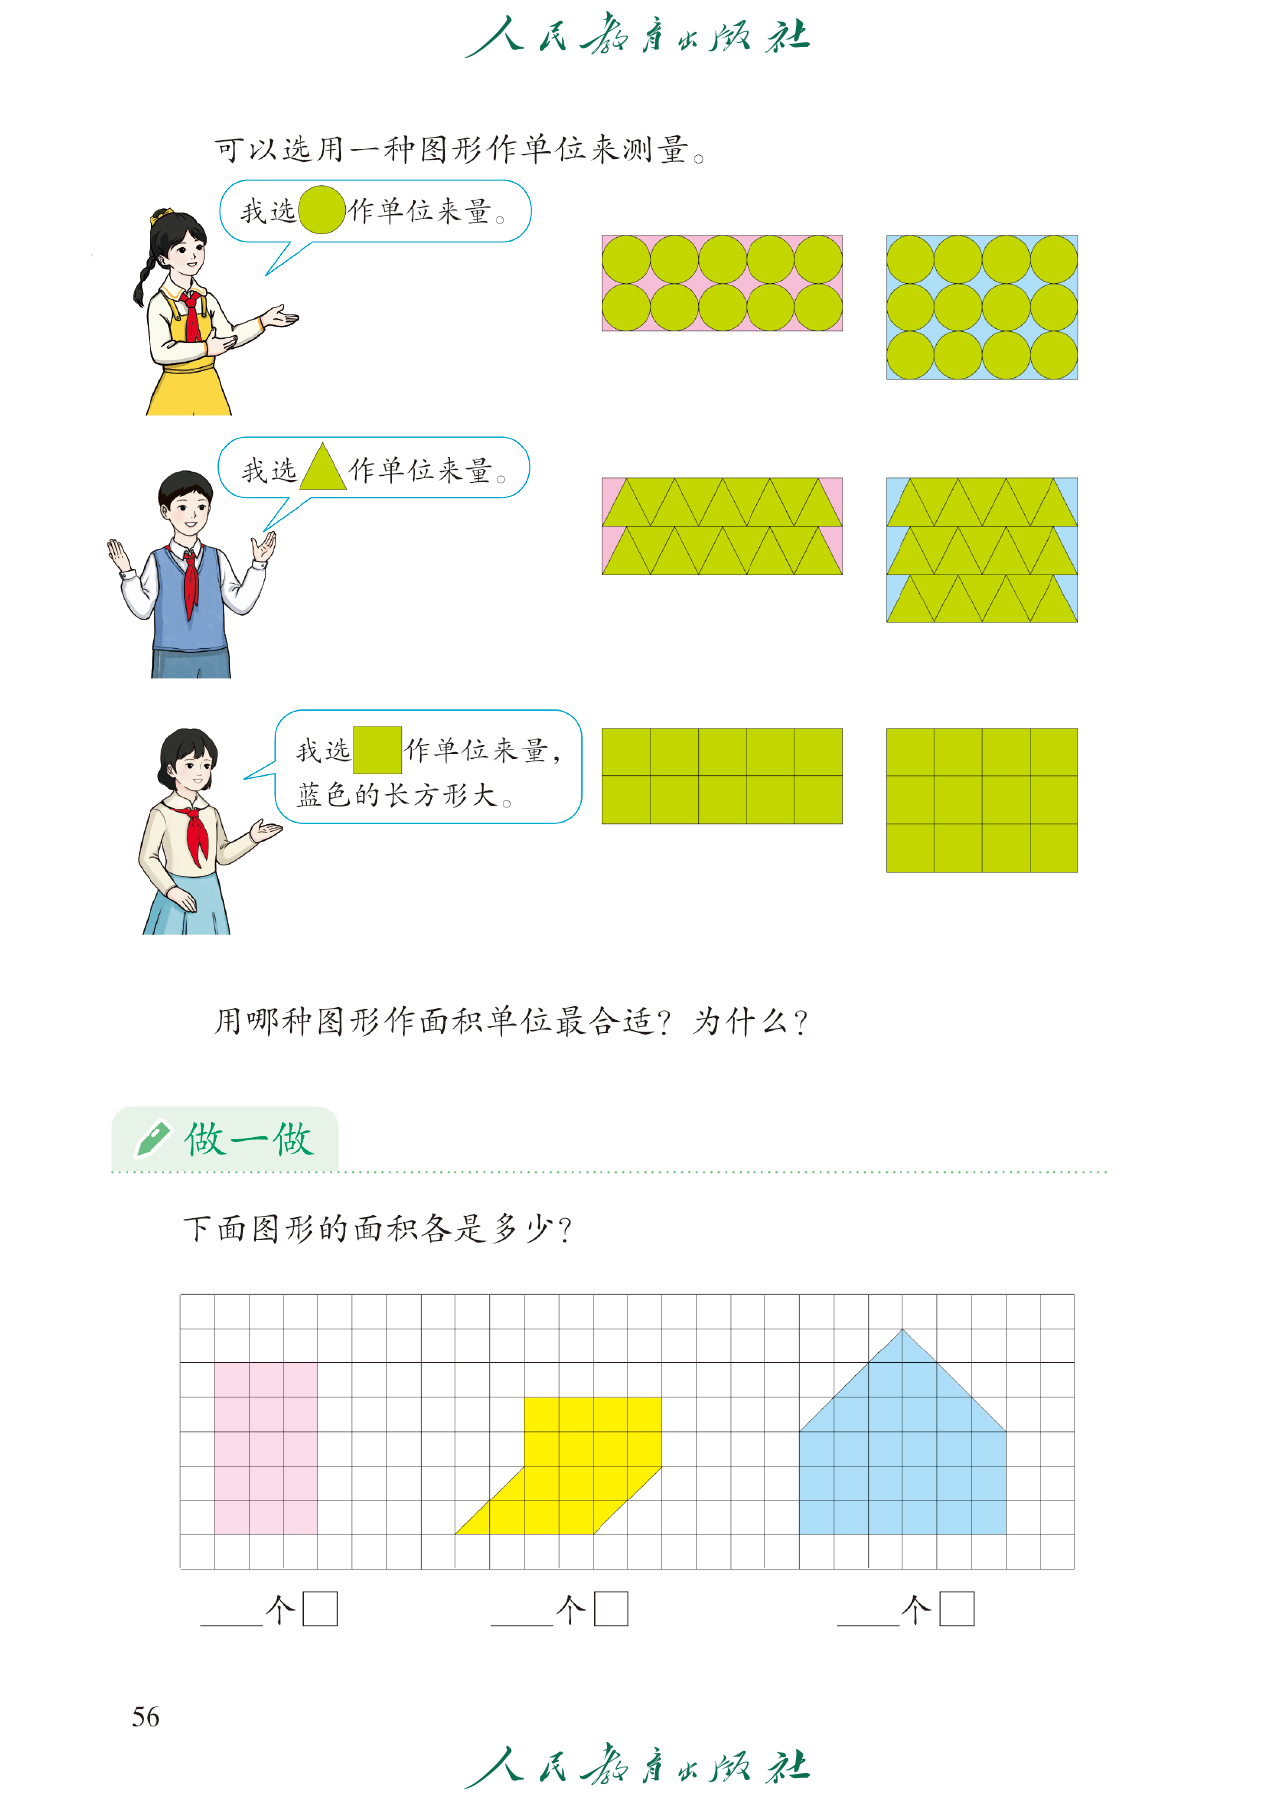 人民教育出版社
可以选用一种图形作单位来测量。
我选作单位来量。
我选作单位来量。
我选作单位来量，
蓝色的长方形大。
用哪种图形作面积单位最合适？为什么？
做一做
下面图形的面积各是多少？
____个 ____个 ____个
56
人民教育出版社